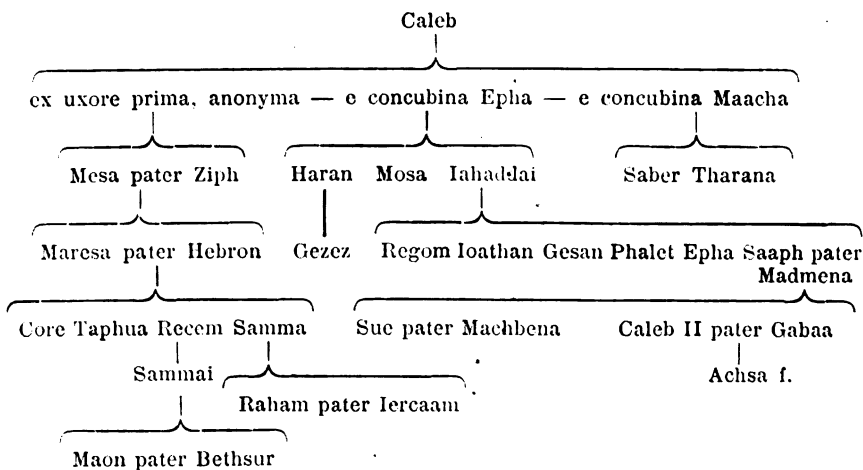 Caleb
ex uxore prima, anonyma — e concubina Epha — e concubina Maacha
Mesa pater Ziph Haran Mosa Iahaddai Saber Tharana
Maresa pater Hebron Gezez Regom Ioathan Gesan Phalet Epha Saaph pater
Madmena
Core Taphua Recem Samma Sue pater Machbena Caleb II pater Gabaa
Sammai Achsa f.
Raham pater Iercaam
Maon pater Bethsur